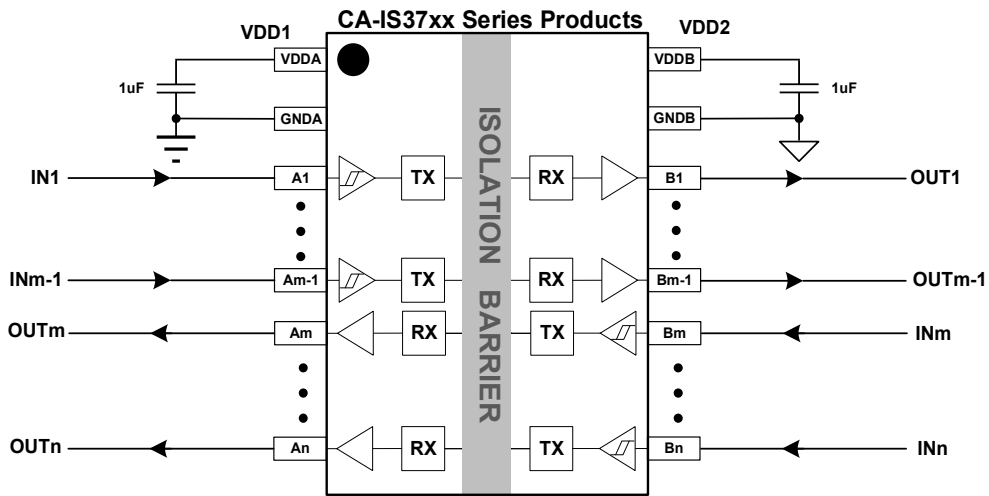 CA-IS37xx Series Products
VDD1
VDD2
VDDA
VDDB
1uF
1uF
GNDA
GNDB
ISOLATION BARRIER
IN1
A1
TX
RX
B1
OUT1
INm-1
Am-1
TX
RX
Bm-1
OUTm-1
OUTm
Am
RX
TX
Bm
INm
OUTn
An
RX
TX
Bn
INn